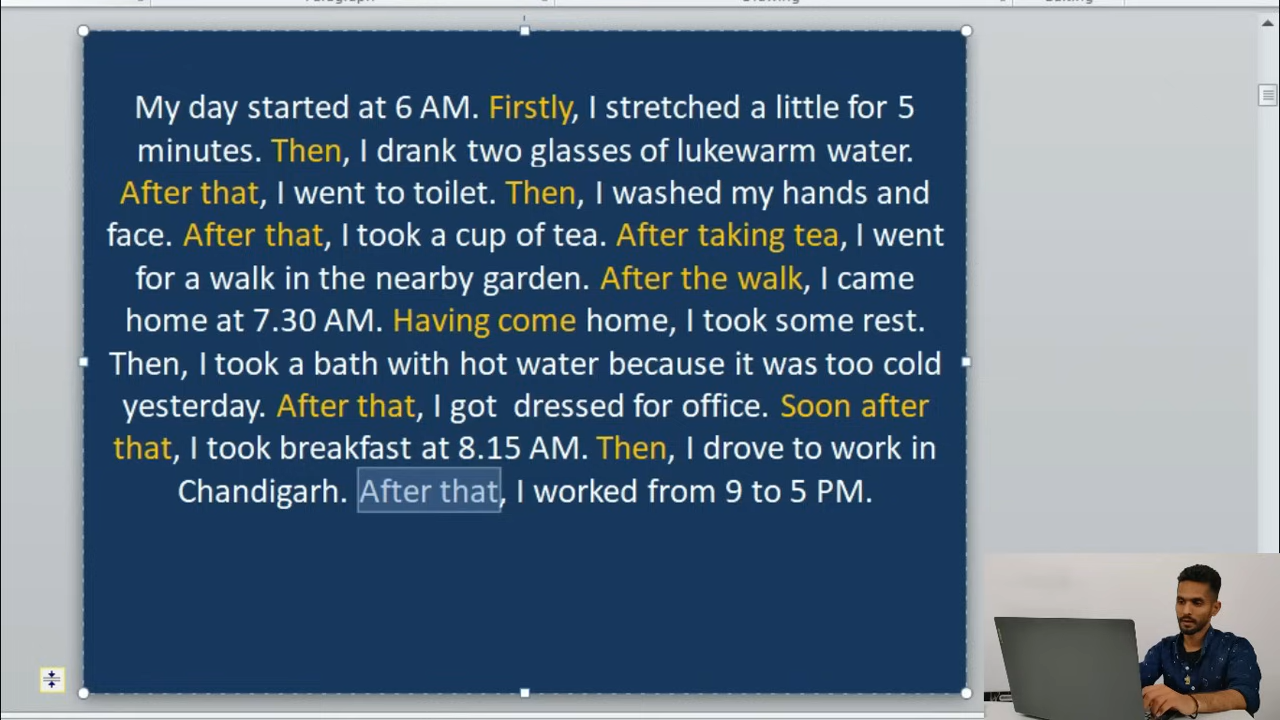 My day started at 6 AM. Firstly, I stretched a little for 5
minutes. Then, I drank two glasses of lukewarm water.
After that, I went to toilet. Then, I washed my hands and
face. After that, I took a cup of tea. After taking tea, I went
for a walk in the nearby garden. After the walk, I came
home at 7.30 AM. Having come home, I took some rest.
Then, I took a bath with hot water because it was too cold
yesterday. After that, I got  dressed for office. Soon after
that, I took breakfast at 8.15 AM. Then, I drove to work in
Chandigarh. After that, I worked from 9 to 5 PM.